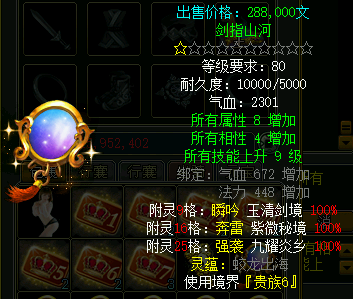 出售价格：288,000文
剑指山河
等级要求：80
耐久度：10000/5000
气血：2301
所有属性 8 增加
所有相性 4 增加
所有技能上升 9 级
绑定：气血 672 增加
法力 448 增加
附灵 格：瞬吟 玉清剑境 100%
附灵16格：奔雷 紫微秘境 100%
附灵25格：强袭 九耀炎乡 100%
灵蕴：蛟龙出海
使用境界『贵族6』
952,402
行囊